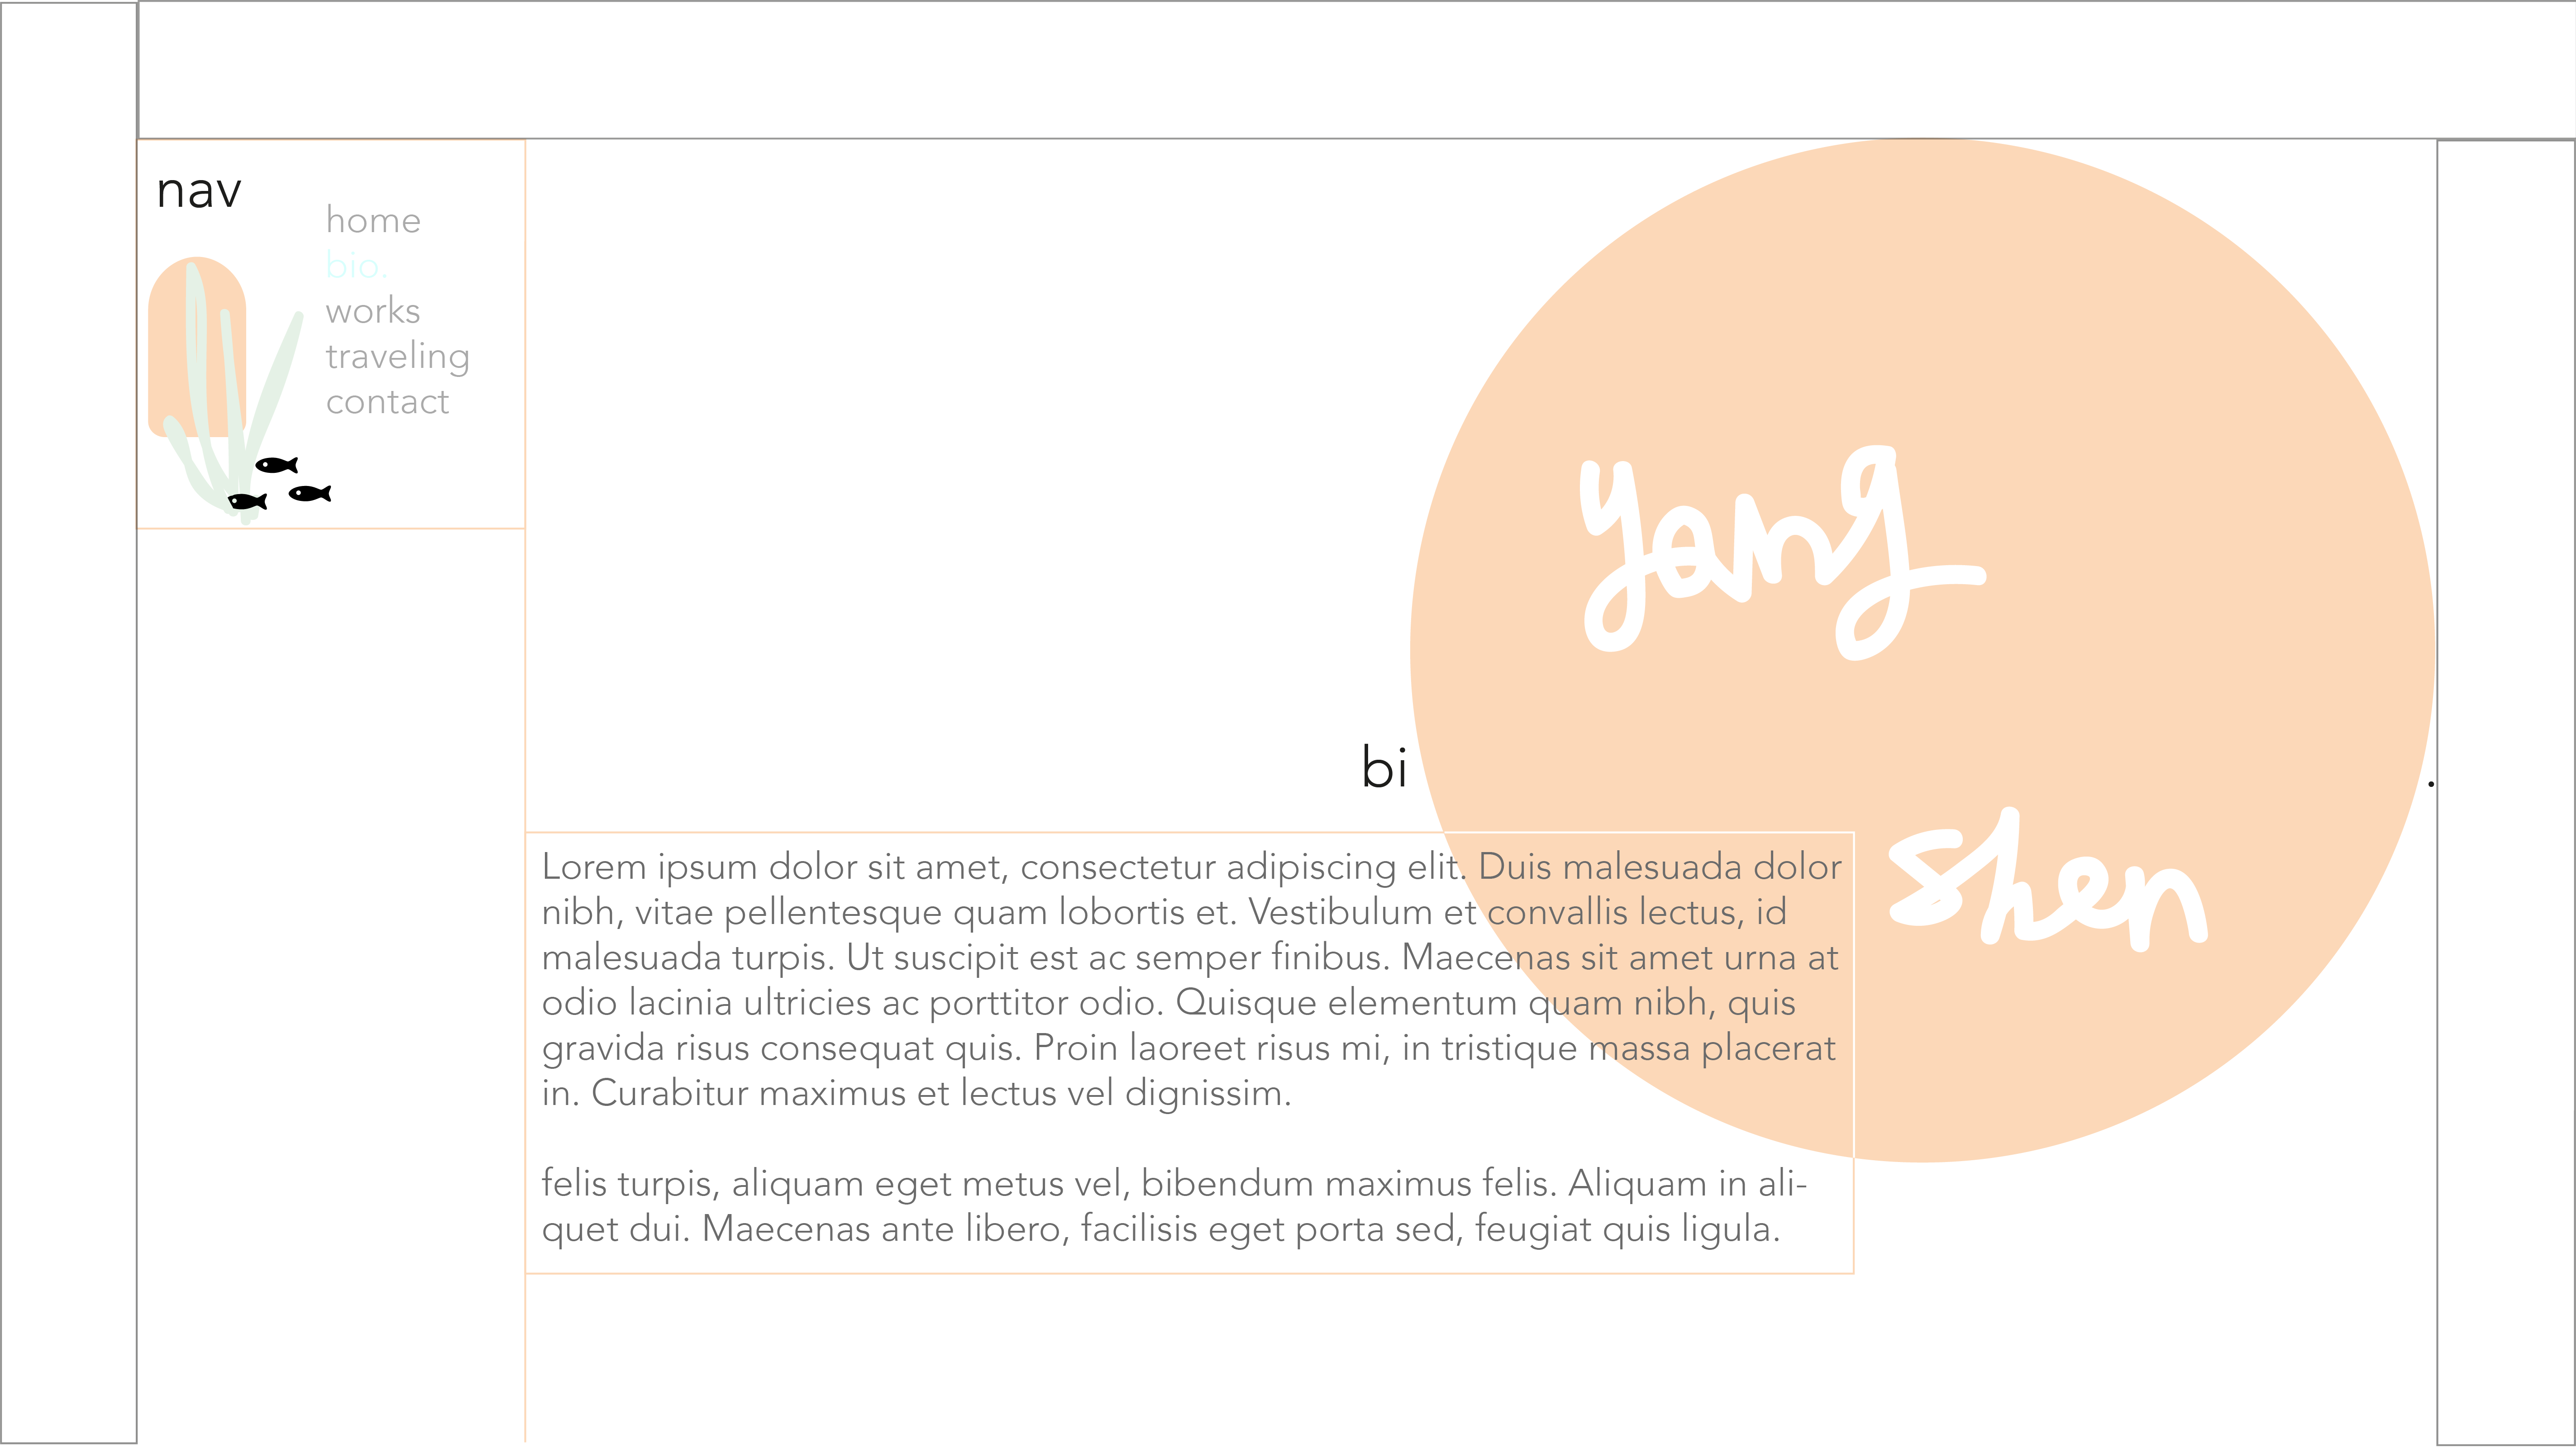 nav
home
bio.
works
traveling
contact
yang
bi
.
shen
Lorem ipsum dolor sit amet, consectetur adipiscing elit. Duis malesuada dolor
nibh, vitae pellentesque quam lobortis et. Vestibulum et convallis lectus, id
malesuada turpis. Ut suscipit est ac semper finibus. Maecenas sit amet urna at
odio lacinia ultricies ac porttitor odio. Quisque elementum quam nibh, quis
gravida risus consequat quis. Proin laoreet risus mi, in tristique massa placerat
in. Curabitur maximus et lectus vel dignissim.
felis turpis, aliquam eget metus vel, bibendum maximus felis. Aliquam in ali-
quet dui. Maecenas ante libero, facilisis eget porta sed, feugiat quis ligula.